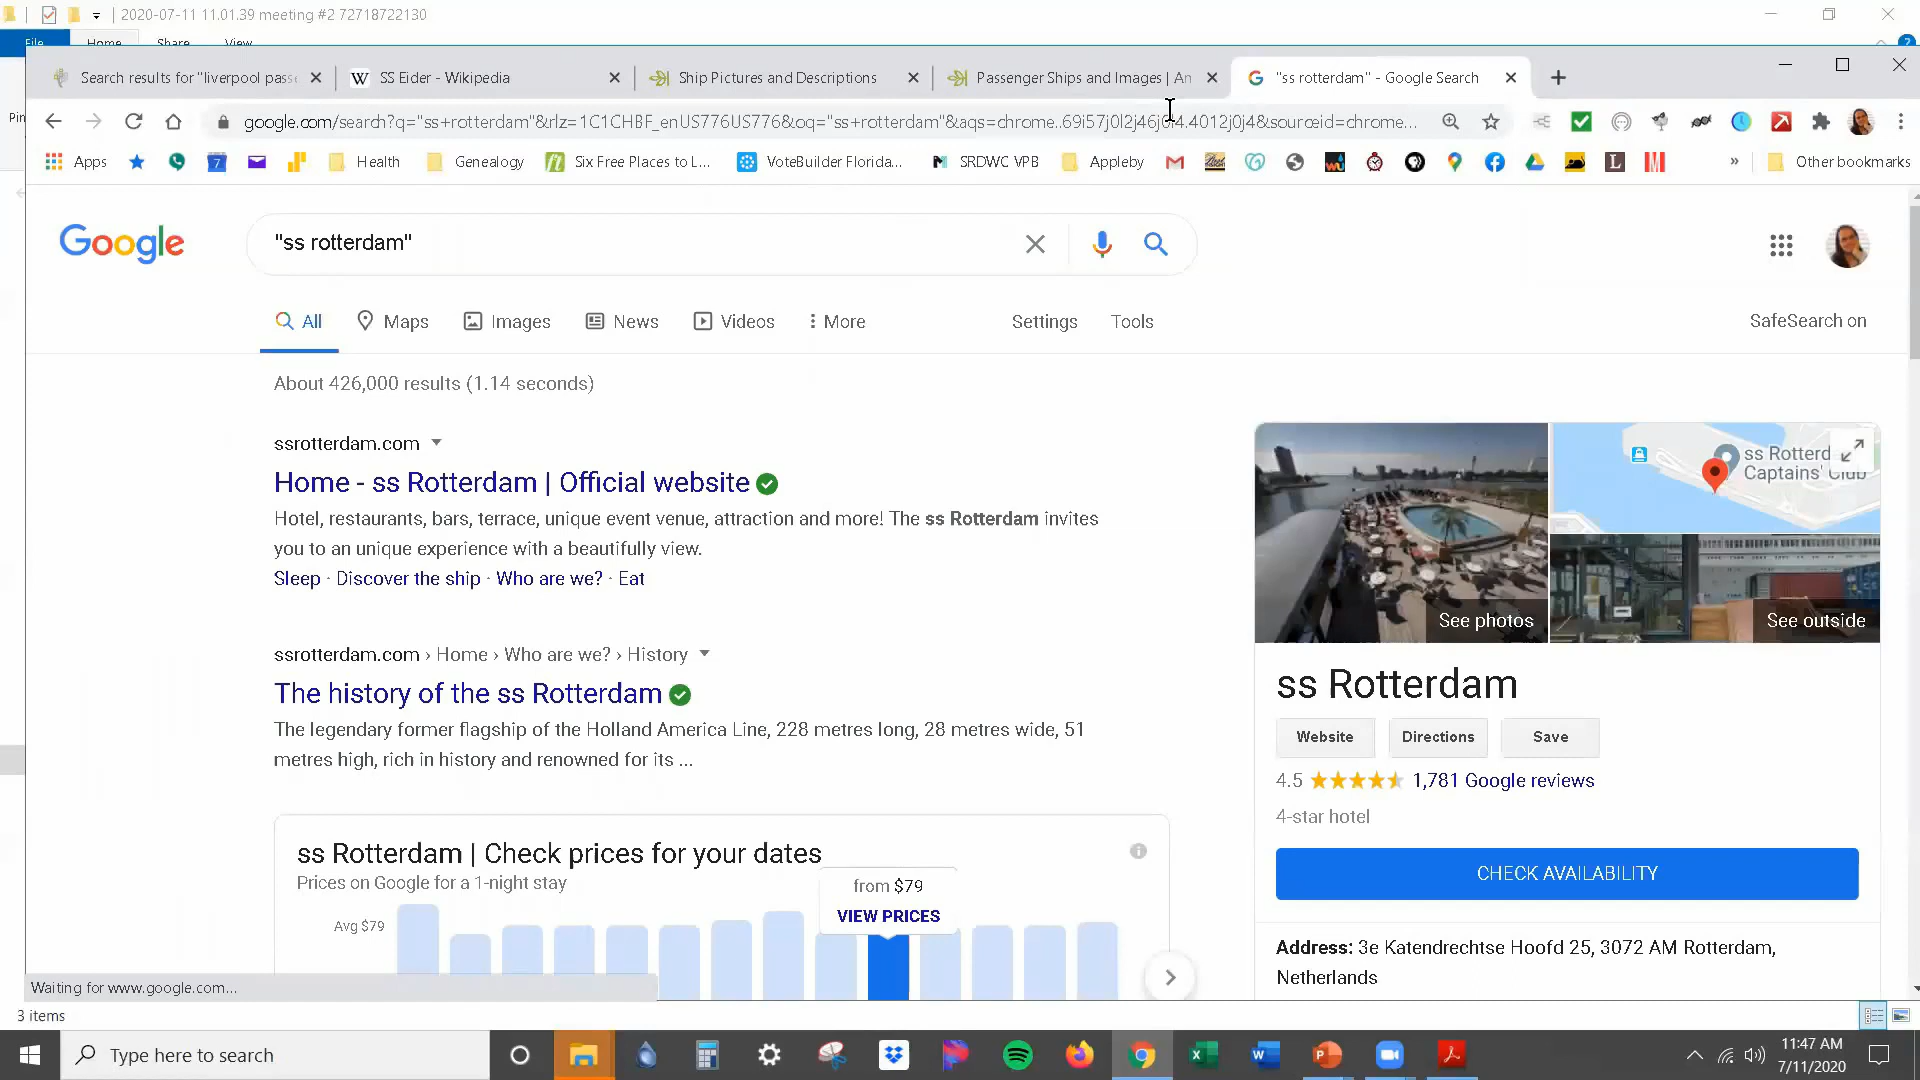 2020-07-11 11.01.39 meeting #2 72718722130
File Home Share View
Search results for "liverpool pass
SS Eider - Wikipedia
Ship Pictures and Descriptions
Passenger Ships and Images | An
"ss rotterdam" - Google Search
google.com/search?q="ss+rotterdam"&rlz=1C1CHBF_enUS776US776&oq="ss+rotterdam"&aqs=chrome..69i57j0l2j46j0l4.4012j0j4&sourceid=chrome...
Apps
7
Health
Genealogy
Six Free Places to L...
VoteBuilder Florida...
SRDWC VPB
Appleby
»
Other bookmarks
Google
"ss rotterdam"
All Maps Images News Videos More Settings Tools SafeSearch on
About 426,000 results (1.14 seconds)
ssrotterdam.com
Home - ss Rotterdam | Official website
Hotel, restaurants, bars, terrace, unique event venue, attraction and more! The ss Rotterdam invites
you to an unique experience with a beautifully view.
Sleep · Discover the ship · Who are we? · Eat
ssrotterdam.com › Home › Who are we? › History
The history of the ss Rotterdam
The legendary former flagship of the Holland America Line, 228 metres long, 28 metres wide, 51
metres high, rich in history and renowned for its ...
ss Rotterdam | Check prices for your dates
Prices on Google for a 1-night stay
from $79
VIEW PRICES
Avg $79
ss Rotterd
Captains' Club
See photos
See outside
ss Rotterdam
Website Directions Save
4.5 1,781 Google reviews
4-star hotel
CHECK AVAILABILITY
Address: 3e Katendrechtse Hoofd 25, 3072 AM Rotterdam,
Netherlands
Waiting for www.google.com...
3 items
Type here to search
11:47 AM
7/11/2020